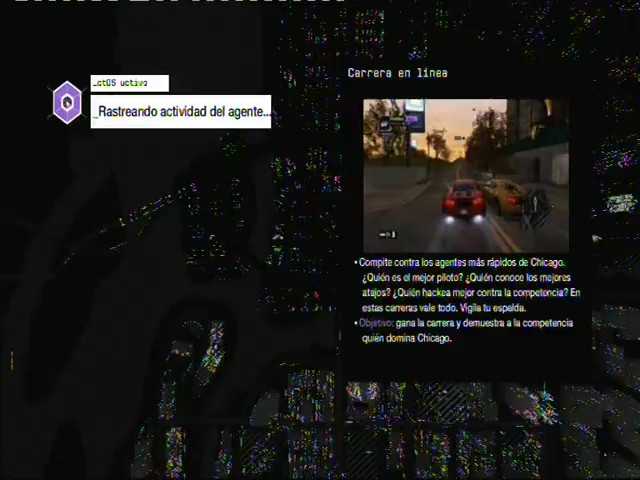 _ctOS activo
_Rastreando actividad del agente...
Carrera en línea
• Compite contra los agentes más rápidos de Chicago.
¿Quién es el mejor piloto? ¿Quién conoce los mejores
atajos? ¿Quién hackea mejor contra la competencia? En
estas carreras vale todo. Vigila tu espalda.
• Objetivo: gana la carrera y demuestra a la competencia
quién domina Chicago.